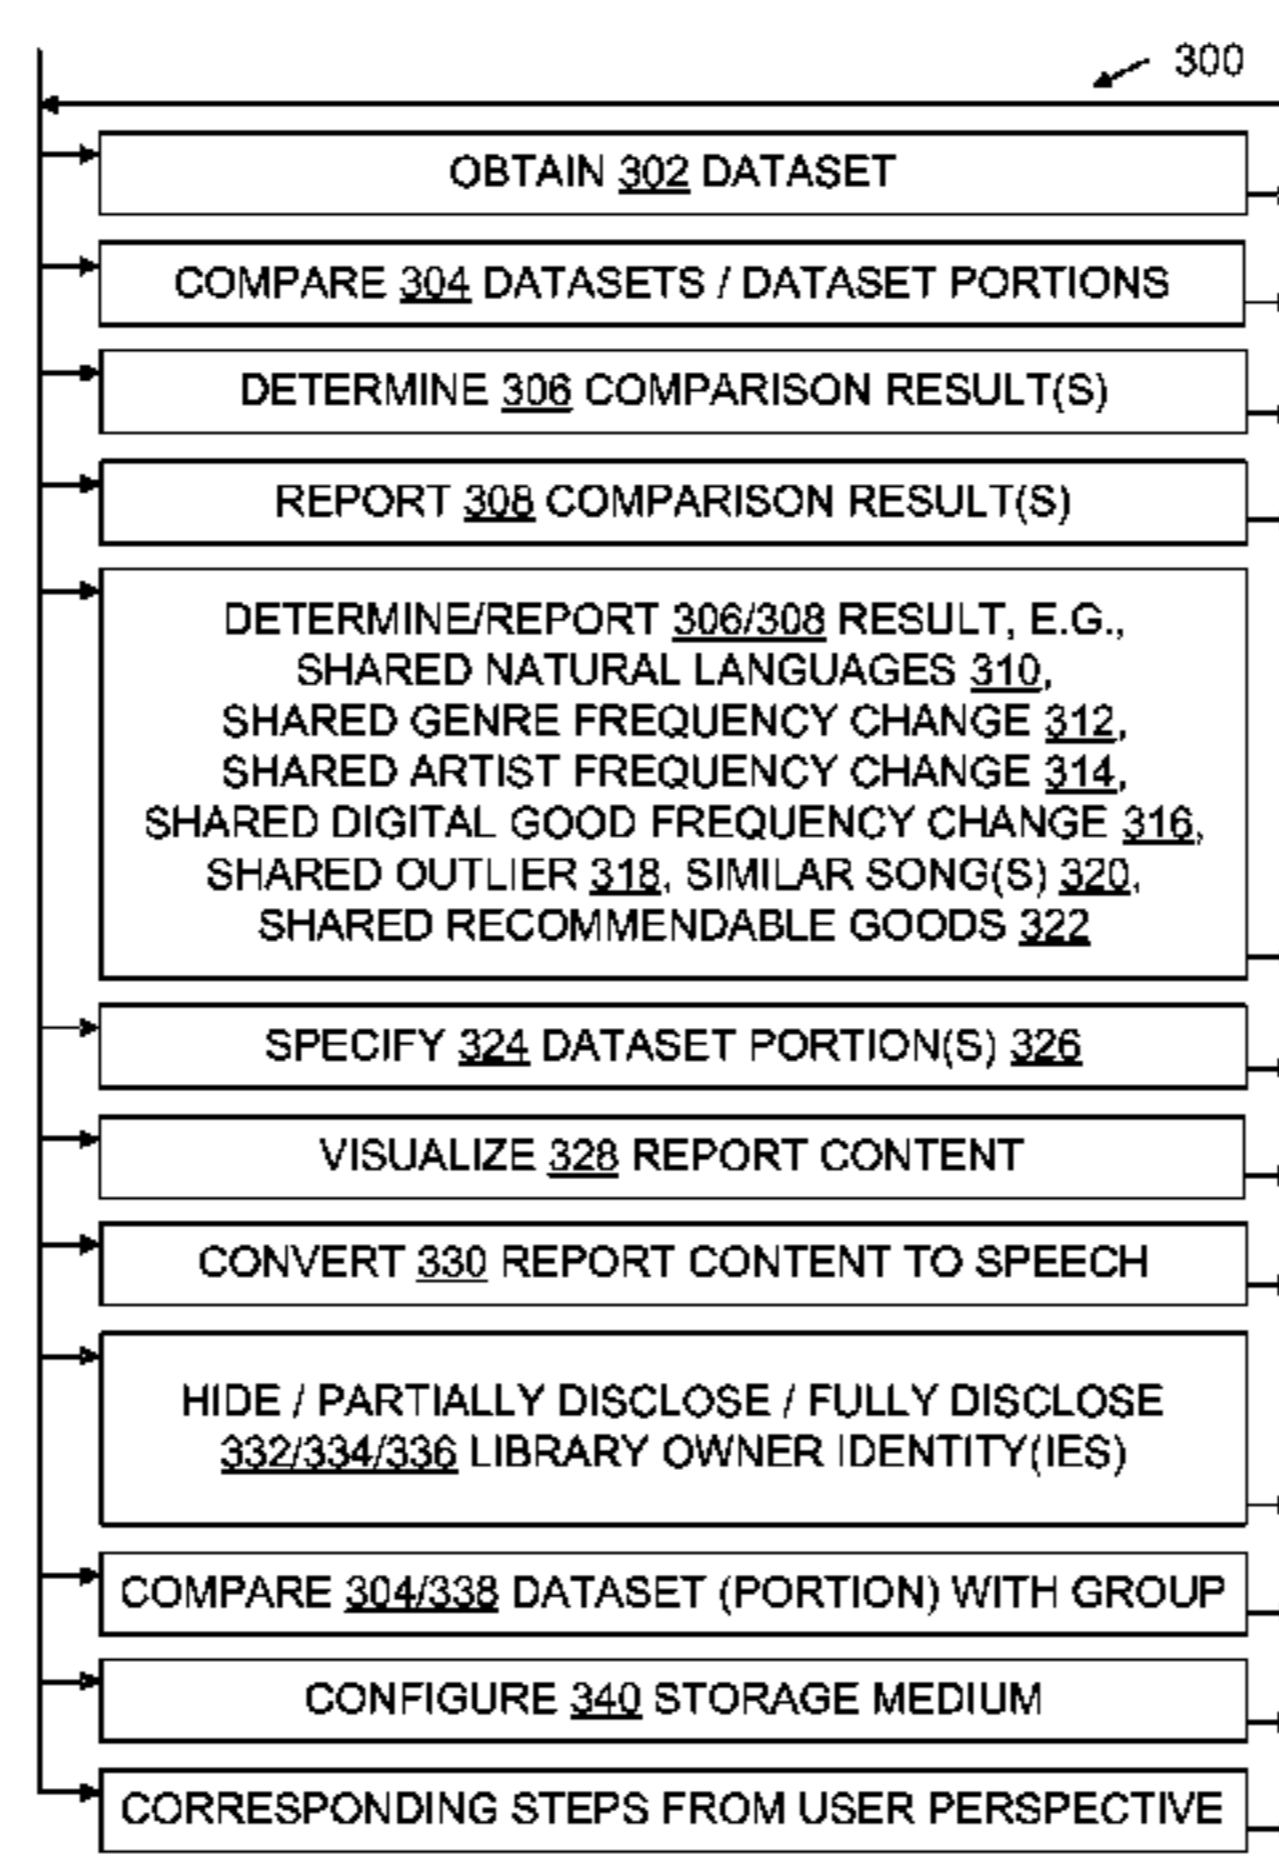 300
OBTAIN 302 DATASET
COMPARE 304 DATASETS / DATASET PORTIONS
DETERMINE 306 COMPARISON RESULT(S)
REPORT 308 COMPARISON RESULT(S)
DETERMINE/REPORT 306/308 RESULT, E.G.,
SHARED NATURAL LANGUAGES 310,
SHARED GENRE FREQUENCY CHANGE 312,
SHARED ARTIST FREQUENCY CHANGE 314,
SHARED DIGITAL GOOD FREQUENCY CHANGE 316,
SHARED OUTLIER 318, SIMILAR SONG(S) 320,
SHARED RECOMMENDABLE GOODS 322
SPECIFY 324 DATASET PORTION(S) 326
VISUALIZE 328 REPORT CONTENT
CONVERT 330 REPORT CONTENT TO SPEECH
HIDE / PARTIALLY DISCLOSE / FULLY DISCLOSE
332/334/336 LIBRARY OWNER IDENTITY(IES)
COMPARE 304/338 DATASET (PORTION) WITH GROUP
CONFIGURE 340 STORAGE MEDIUM
CORRESPONDING STEPS FROM USER PERSPECTIVE